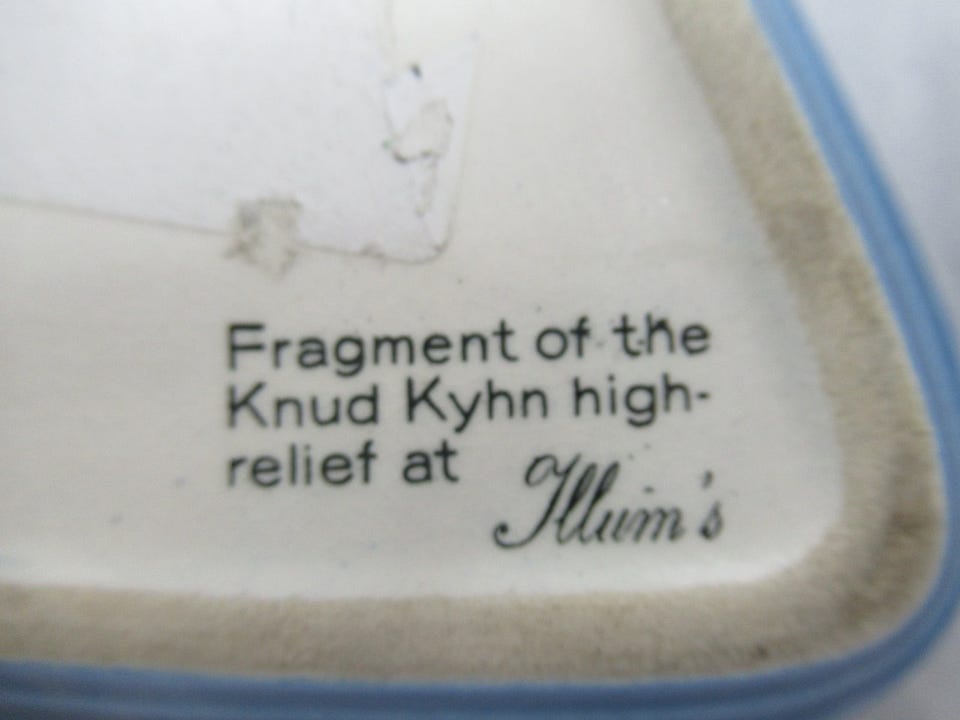 Fragment of the
Knud Kyhn high-
relief at Illum's